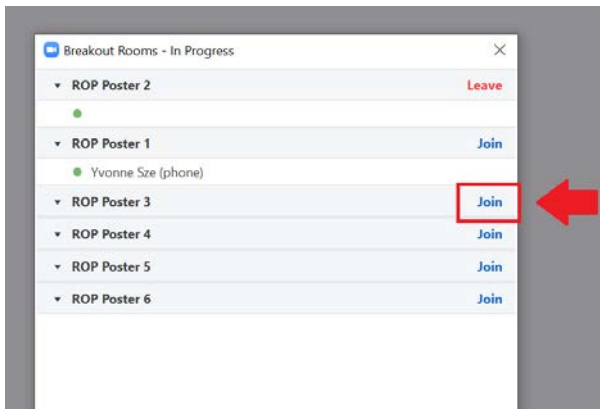 Breakout Rooms - In Progress
ROP Poster 2 Leave
ROP Poster 1 Join
Yvonne Sze (phone)
ROP Poster 3 Join
ROP Poster 4 Join
ROP Poster 5 Join
ROP Poster 6 Join